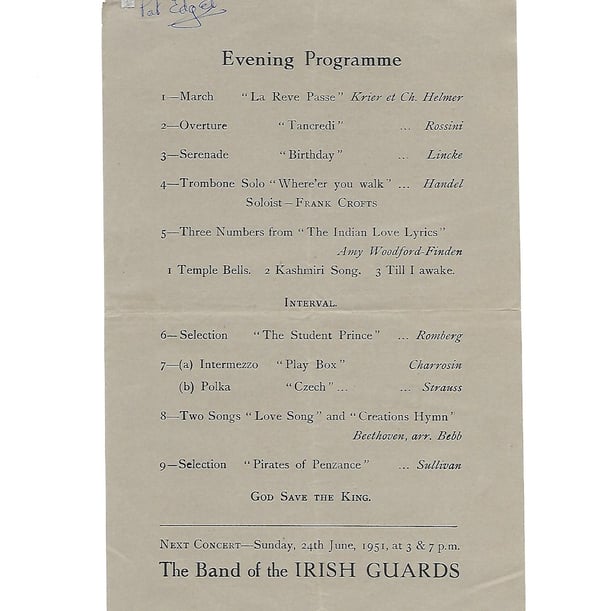 Pat Edgel
Evening Programme
1—March "La Reve Passe" Krier et Ch. Helmer
2—Overture "Tancredi" ... Rossini
3—Serenade "Birthday" ... Lincke
4—Trombone Solo "Where'er you walk" ... Handel
Soloist—FRANK CROFTS
5—Three Numbers from "The Indian Love Lyrics"
Amy Woodford-Finden
1 Temple Bells. 2 Kashmiri Song. 3 Till I awake.
INTERVAL.
6—Selection "The Student Prince" ... Romberg
7—(a) Intermezzo "Play Box" Charrosin
(b) Polka "Czech" ... ... Strauss
8—Two Songs "Love Song" and "Creations Hymn"
Beethoven, arr. Bebb
9—Selection "Pirates of Penzance" ... Sullivan
GOD SAVE THE KING.
NEXT CONCERT—Sunday, 24th June, 1951, at 3 & 7 p.m.
The Band of the IRISH GUARDS